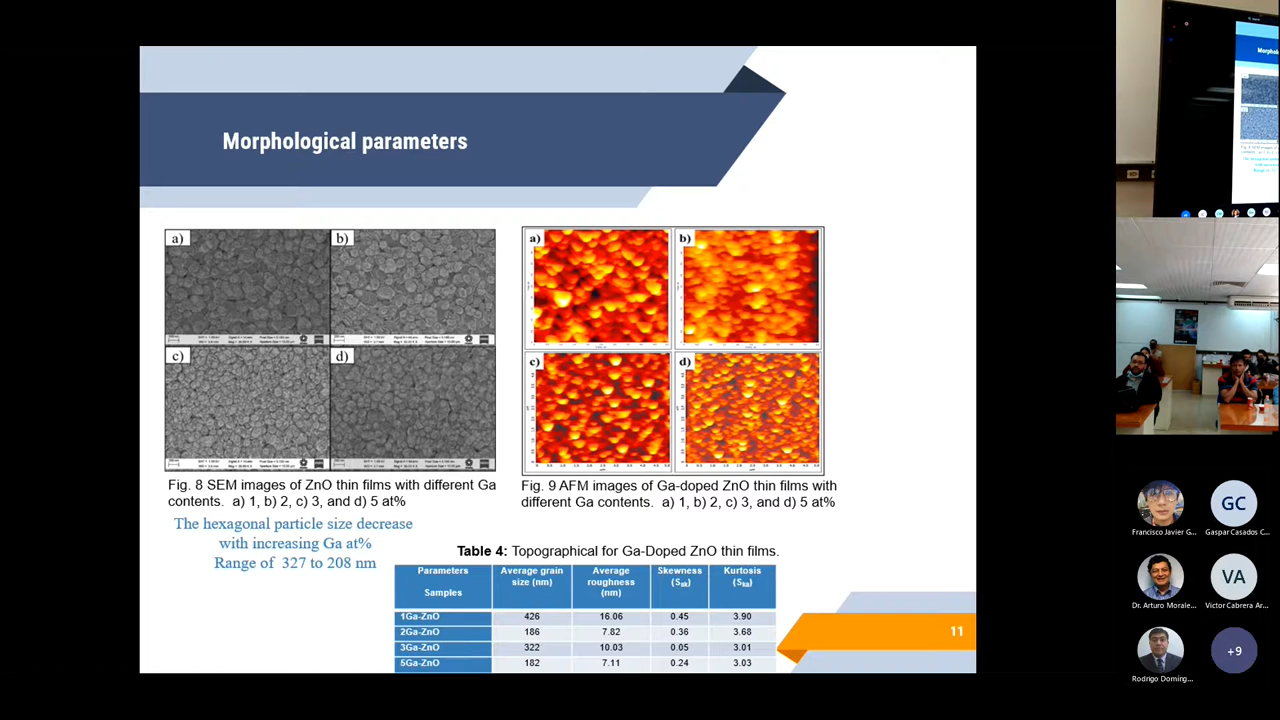 Morphological parameters
a)
b)
c)
d)
a)
b)
c)
d)
Fig. 8 SEM images of ZnO thin films with different Ga
contents. a) 1, b) 2, c) 3, and d) 5 at%
Fig. 9 AFM images of Ga-doped ZnO thin films with
different Ga contents. a) 1, b) 2, c) 3, and d) 5 at%
The hexagonal particle size decrease
with increasing Ga at%
Range of 327 to 208 nm
Table 4: Topographical for Ga-Doped ZnO thin films.
Parameters
Samples
Average grain
size (nm)
Average
roughness
(nm)
Skewness
(Ssk)
Kurtosis
(Ska)
1Ga-ZnO 426 16.06 0.45 3.90
2Ga-ZnO 186 7.82 0.36 3.68
3Ga-ZnO 322 10.03 0.05 3.01
5Ga-ZnO 182 7.11 0.24 3.03
11
GC
Francisco Javier G...
Gaspar Casados C...
VA
Dr. Arturo Morale...
Victor Cabrera Ar...
+9
Rodrigo Doming...